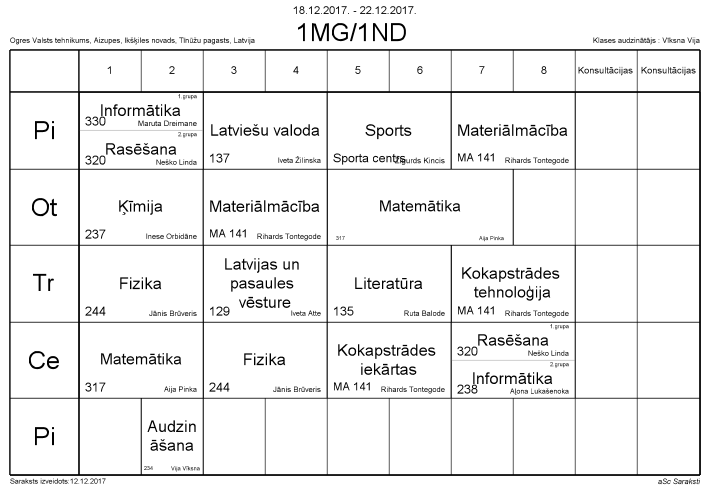 18.12.2017. - 22.12.2017.
1MG/1ND
Ogres Valsts tehnikums, Aizupes, Ikšķiles novads, Tīnūžu pagasts, Latvija
Klases audzinātājs : Vīksna Vija
1 2 3 4 5 6 7 8 Konsultācijas Konsultācijas
Pi
1.grupa
Informātika
330 Maruta Dreimane
2.grupa
Rasēšana
320 Neško Linda
Latviešu valoda
137 Iveta Žilinska
Sports
Sporta centrs Zigurds Kincis
Materiālmācība
MA 141 Rihards Tontegode
Ot
Ķīmija
237 Inese Orbidāne
Materiālmācība
MA 141 Rihards Tontegode
Matemātika
317 Aija Pinka
Tr
Fizika
244 Jānis Brūveris
Latvijas un
pasaules
vēsture
129 Iveta Atte
Literatūra
135 Ruta Balode
Kokapstrādes
tehnoloģija
MA 141 Rihards Tontegode
Ce
Matemātika
317 Aija Pinka
Fizika
244 Jānis Brūveris
Kokapstrādes
iekārtas
MA 141 Rihards Tontegode
1.grupa
Rasēšana
320 Neško Linda
2.grupa
Informātika
238 Aļona Lukašenoka
Pi
Audzin
āšana
234 Vija Vīksna
Saraksts izveidots:12.12.2017
aSc Saraksti